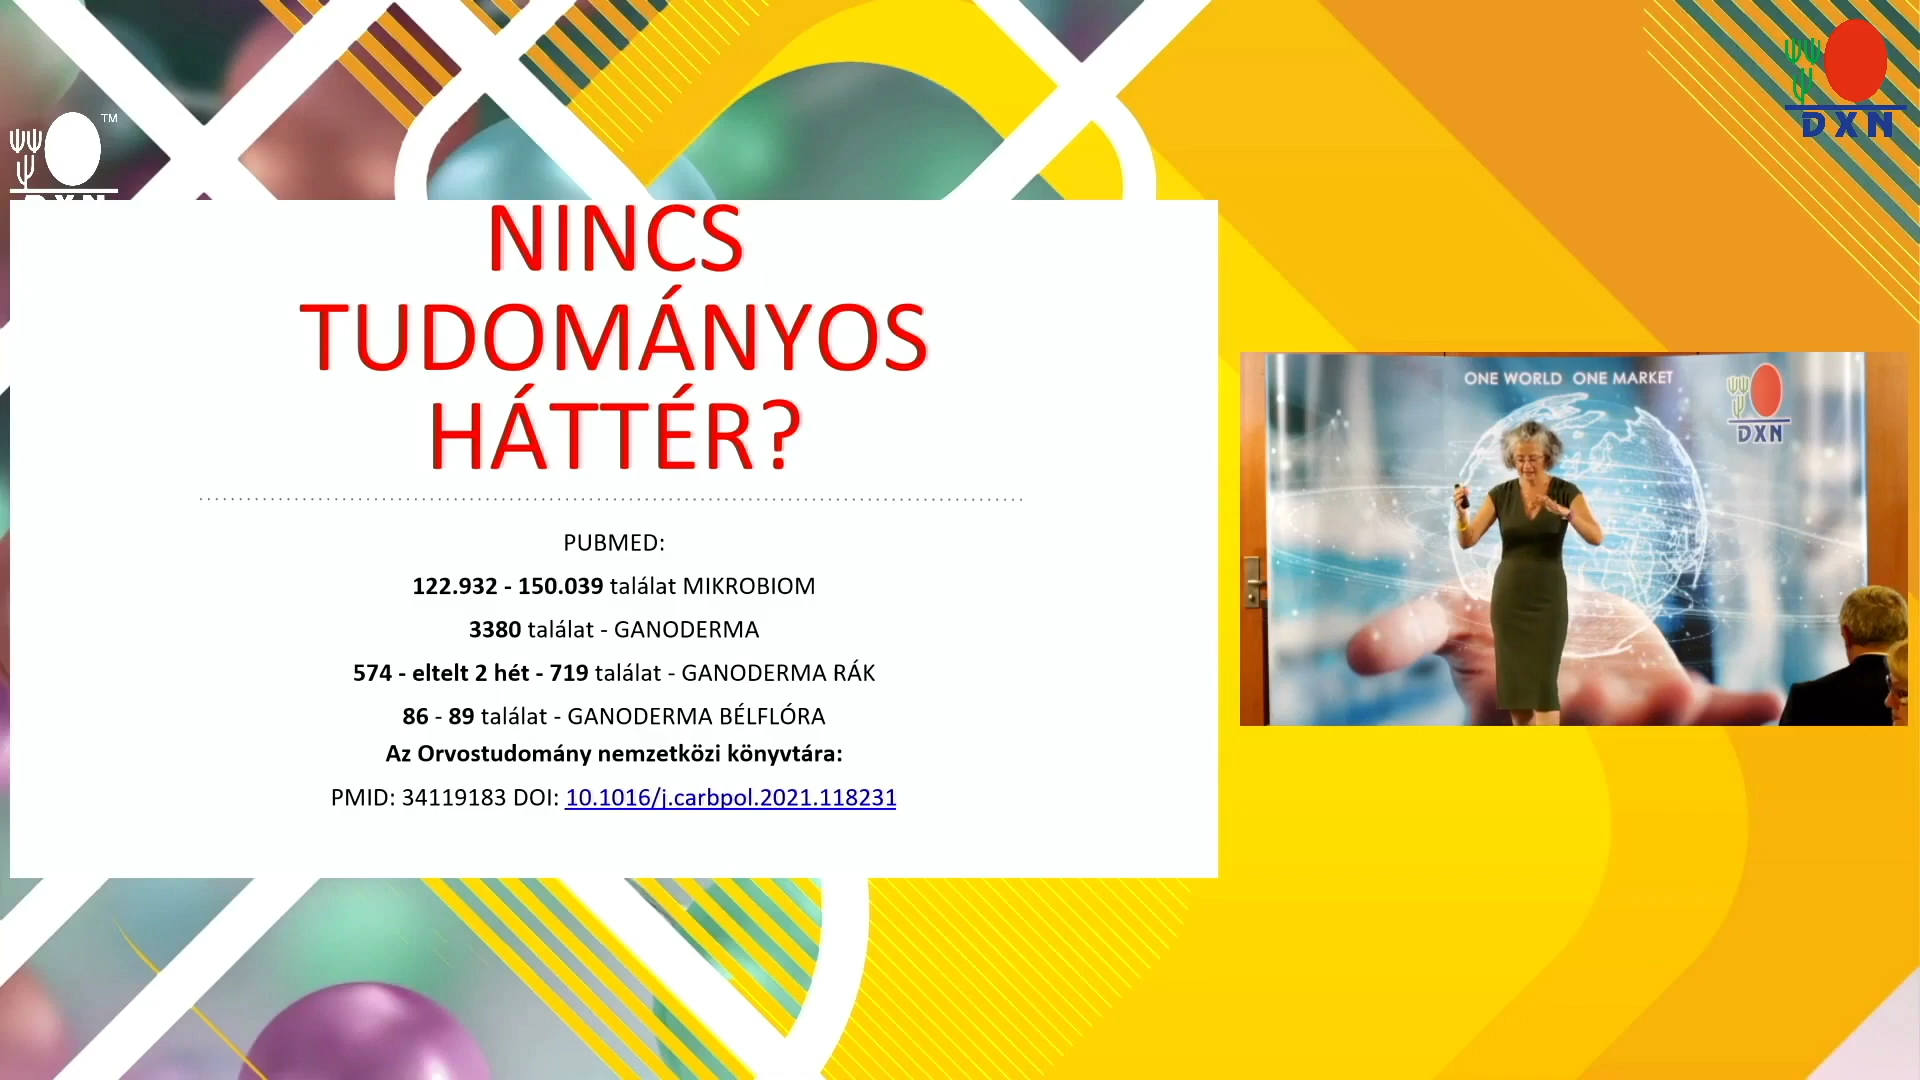 TM
DXN
DXN
NINCS
TUDOMÁNYOS
HÁTTÉR?
PUBMED:
122.932 - 150.039 találat MIKROBIOM
3380 találat - GANODERMA
574 - eltelt 2 hét - 719 találat - GANODERMA RÁK
86 - 89 találat - GANODERMA BÉLFLÓRA
Az Orvostudomány nemzetközi könyvtára:
PMID: 34119183 DOI: 10.1016/j.carbpol.2021.118231
ONE WORLD ONE MARKET
DXN